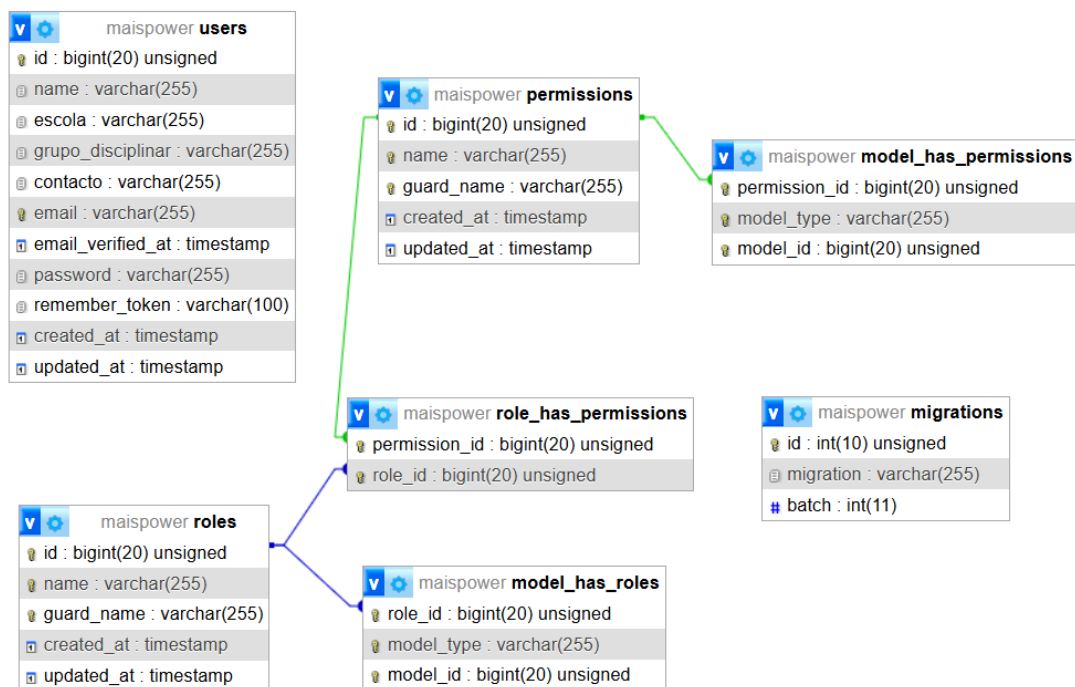 maispower users
id : bigint(20) unsigned
name : varchar(255)
escola : varchar(255)
grupo_disciplinar : varchar(255)
contacto : varchar(255)
email : varchar(255)
email_verified_at : timestamp
password : varchar(255)
remember_token : varchar(100)
created_at : timestamp
updated_at : timestamp
v maispower permissions
id : bigint(20) unsigned
name : varchar(255)
guard_name : varchar(255)
created_at : timestamp
updated_at : timestamp
v maispower model_has_permissions
permission_id : bigint(20) unsigned
model_type : varchar(255)
model_id : bigint(20) unsigned
v maispower role_has_permissions
permission_id : bigint(20) unsigned
role_id : bigint(20) unsigned
v maispower migrations
id : int(10) unsigned
migration : varchar(255)
# batch : int(11)
v maispower roles
id : bigint(20) unsigned
name : varchar(255)
guard_name : varchar(255)
created_at : timestamp
updated_at : timestamp
v maispower model_has_roles
role_id : bigint(20) unsigned
model_type : varchar(255)
model_id : bigint(20) unsigned